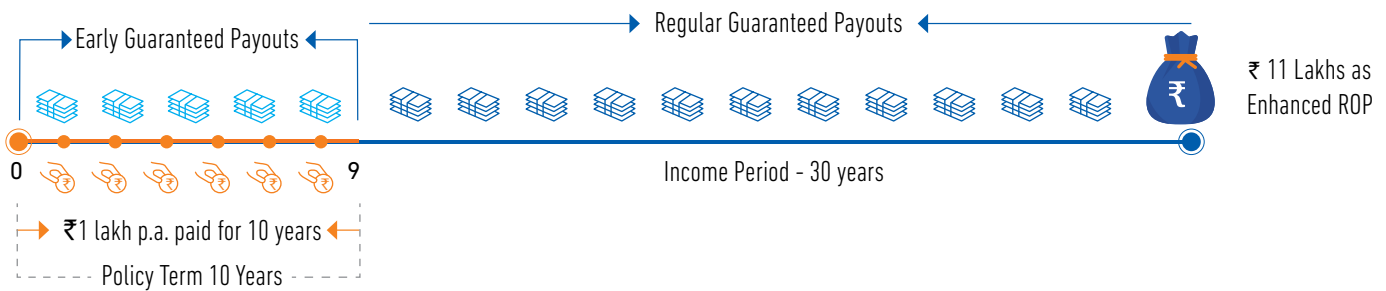 Early Guaranteed Payouts
Regular Guaranteed Payouts
₹
₹ 11 Lakhs as
Enhanced ROP
0
₹
₹
₹
₹
₹
₹
9
Income Period - 30 years
₹1 lakh p.a. paid for 10 years
Policy Term 10 Years